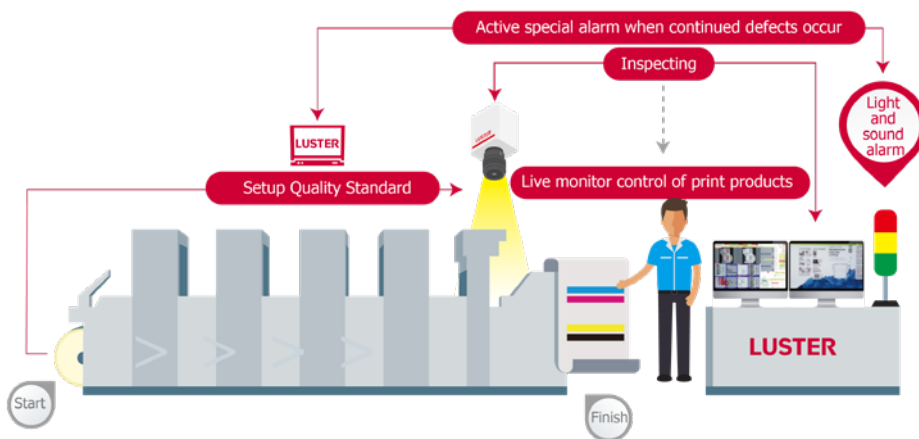 Active special alarm when continued defects occur
Inspecting
Light
and
sound
alarm
LUSTER
Setup Quality Standard
Live monitor control of print products
LUSTER
Start
Finish